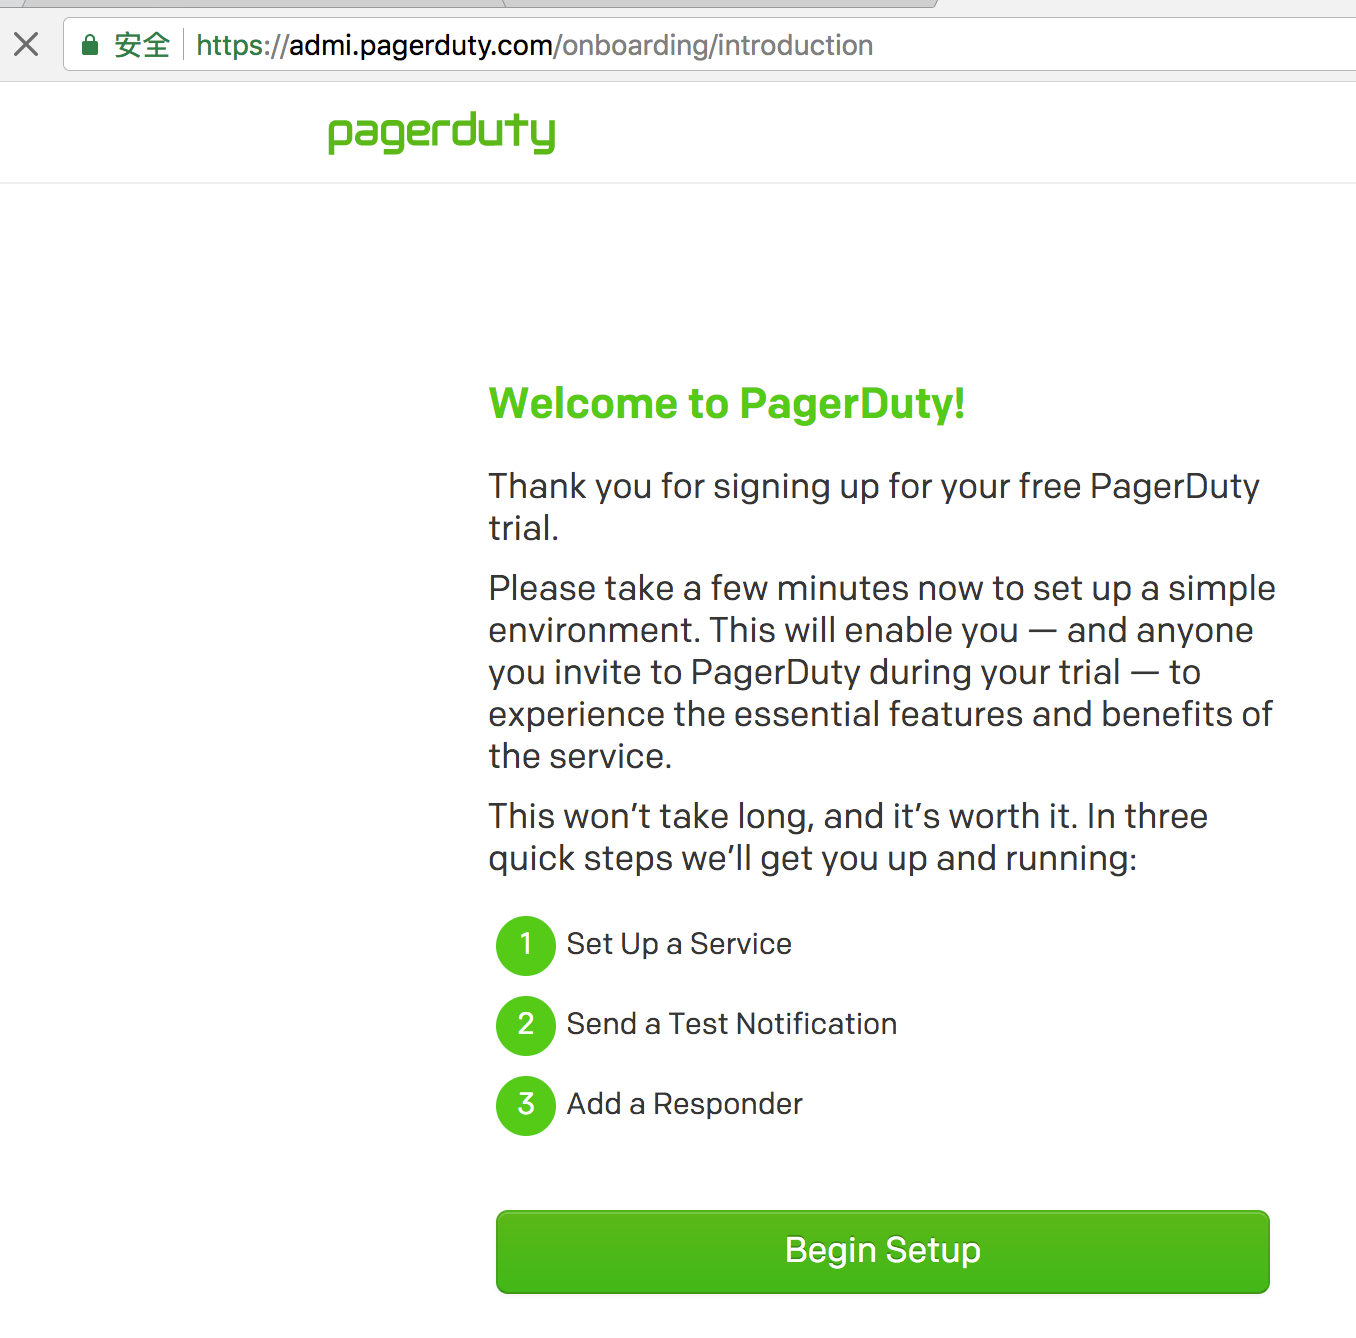 安全 https://admi.pagerduty.com/onboarding/introduction
pagerduty
Welcome to PagerDuty!
Thank you for signing up for your free PagerDuty
trial.
Please take a few minutes now to set up a simple
environment. This will enable you — and anyone
you invite to PagerDuty during your trial — to
experience the essential features and benefits of
the service.
This won’t take long, and it’s worth it. In three
quick steps we’ll get you up and running:
1 Set Up a Service
2 Send a Test Notification
3 Add a Responder
Begin Setup